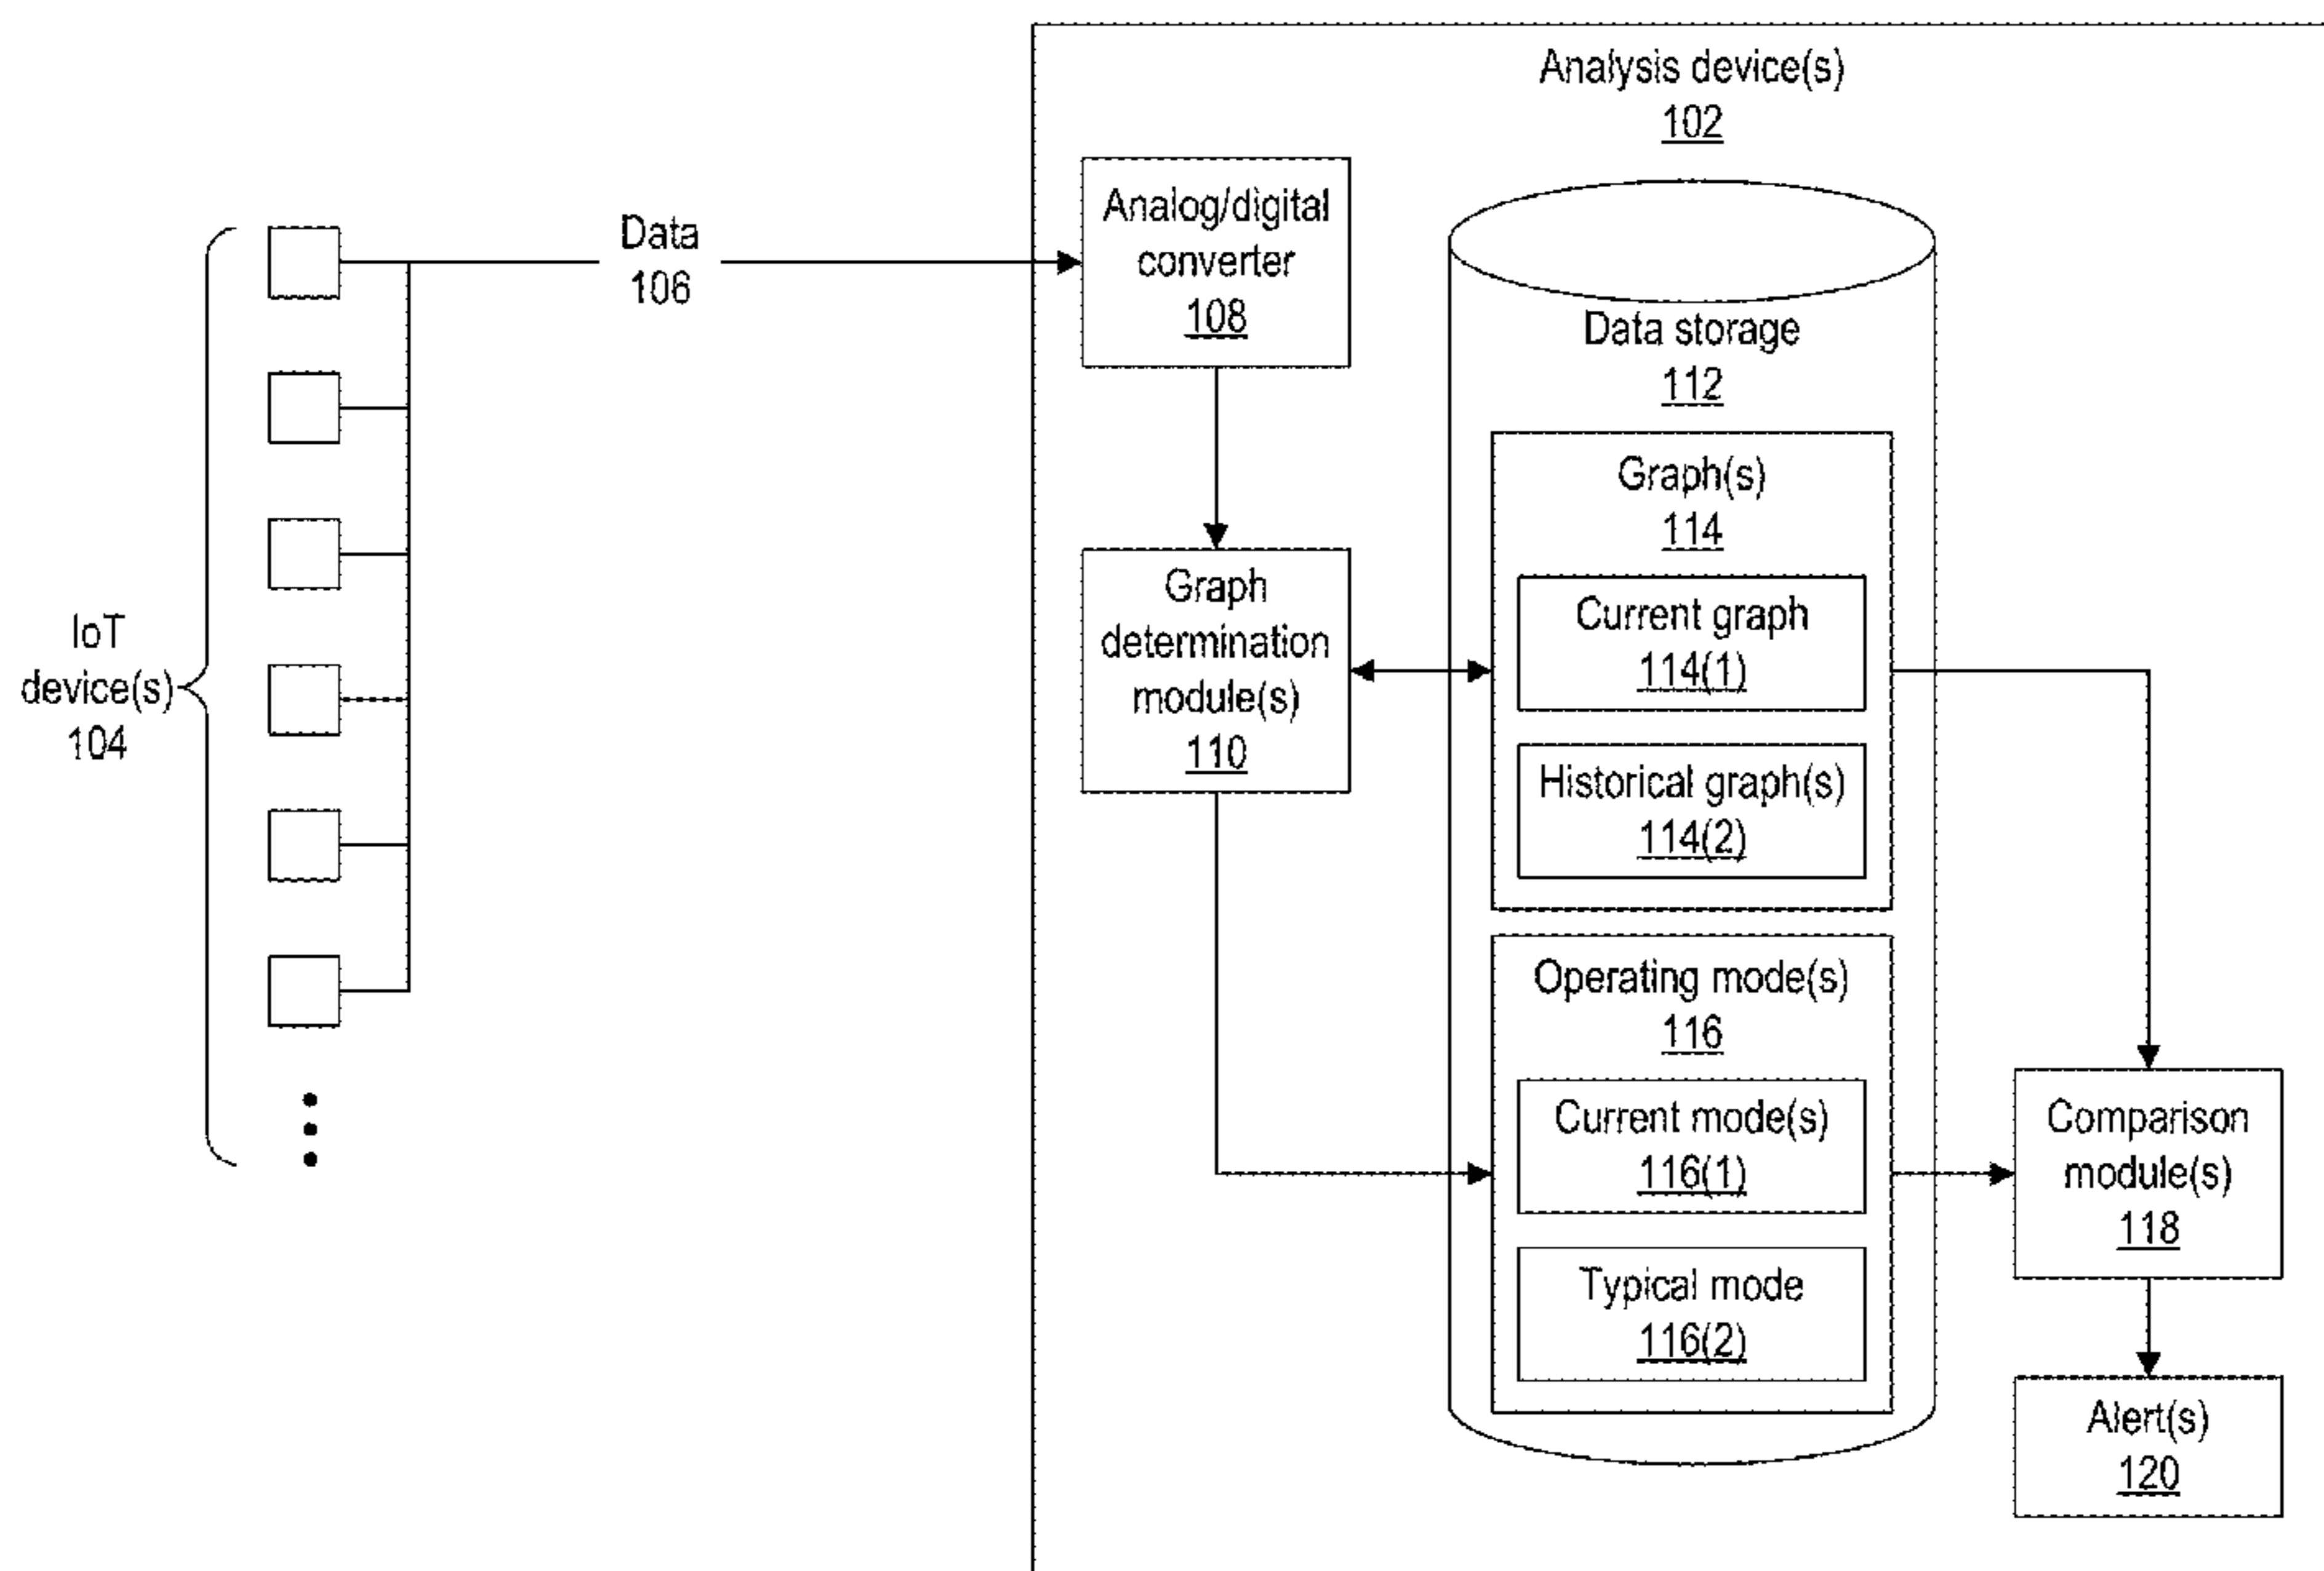 Analysis device(s)
102
Analog/digital
converter
108
Data
106
Data storage
112
Graph(s)
114
Current graph
114(1)
Historical graph(s)
114(2)
Graph
determination
module(s)
110
IoT
device(s)
104
Operating mode(s)
116
Current mode(s)
116(1)
Typical mode
116(2)
Comparison
module(s)
118
Alert(s)
120